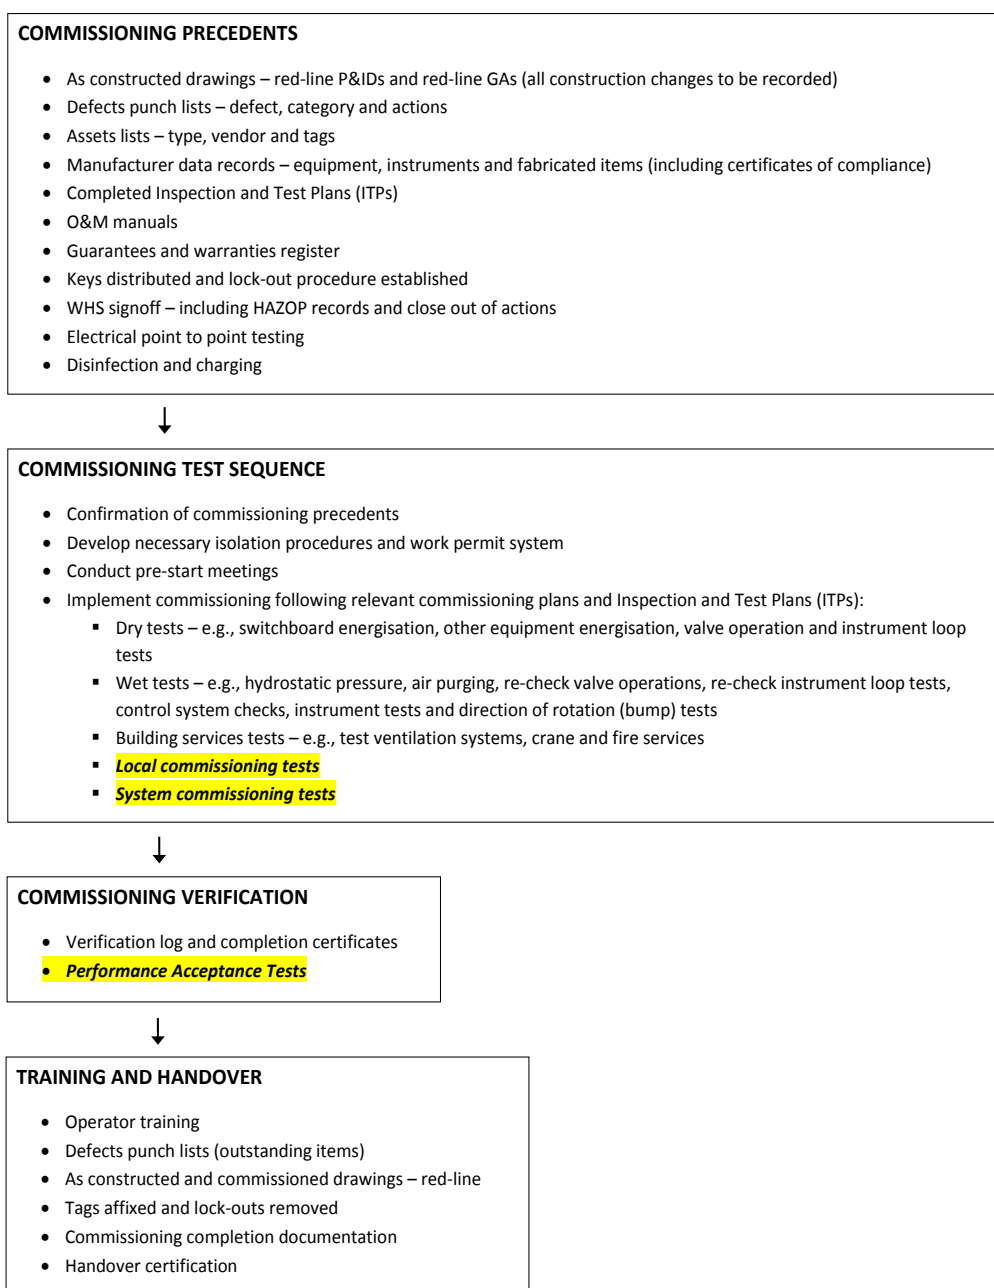 COMMISSIONING PRECEDENTS
• As constructed drawings – red-line P&IDs and red-line GAs (all construction changes to be recorded)
• Defects punch lists – defect, category and actions
• Assets lists – type, vendor and tags
• Manufacturer data records – equipment, instruments and fabricated items (including certificates of compliance)
• Completed Inspection and Test Plans (ITPs)
• O&M manuals
• Guarantees and warranties register
• Keys distributed and lock-out procedure established
• WHS signoff – including HAZOP records and close out of actions
• Electrical point to point testing
• Disinfection and charging
COMMISSIONING TEST SEQUENCE
• Confirmation of commissioning precedents
• Develop necessary isolation procedures and work permit system
• Conduct pre-start meetings
• Implement commissioning following relevant commissioning plans and Inspection and Test Plans (ITPs):
▪ Dry tests – e.g., switchboard energisation, other equipment energisation, valve operation and instrument loop
tests
▪ Wet tests – e.g., hydrostatic pressure, air purging, re-check valve operations, re-check instrument loop tests,
control system checks, instrument tests and direction of rotation (bump) tests
▪ Building services tests – e.g., test ventilation systems, crane and fire services
▪ Local commissioning tests
▪ System commissioning tests
COMMISSIONING VERIFICATION
• Verification log and completion certificates
• Performance Acceptance Tests
TRAINING AND HANDOVER
• Operator training
• Defects punch lists (outstanding items)
• As constructed and commissioned drawings – red-line
• Tags affixed and lock-outs removed
• Commissioning completion documentation
• Handover certification